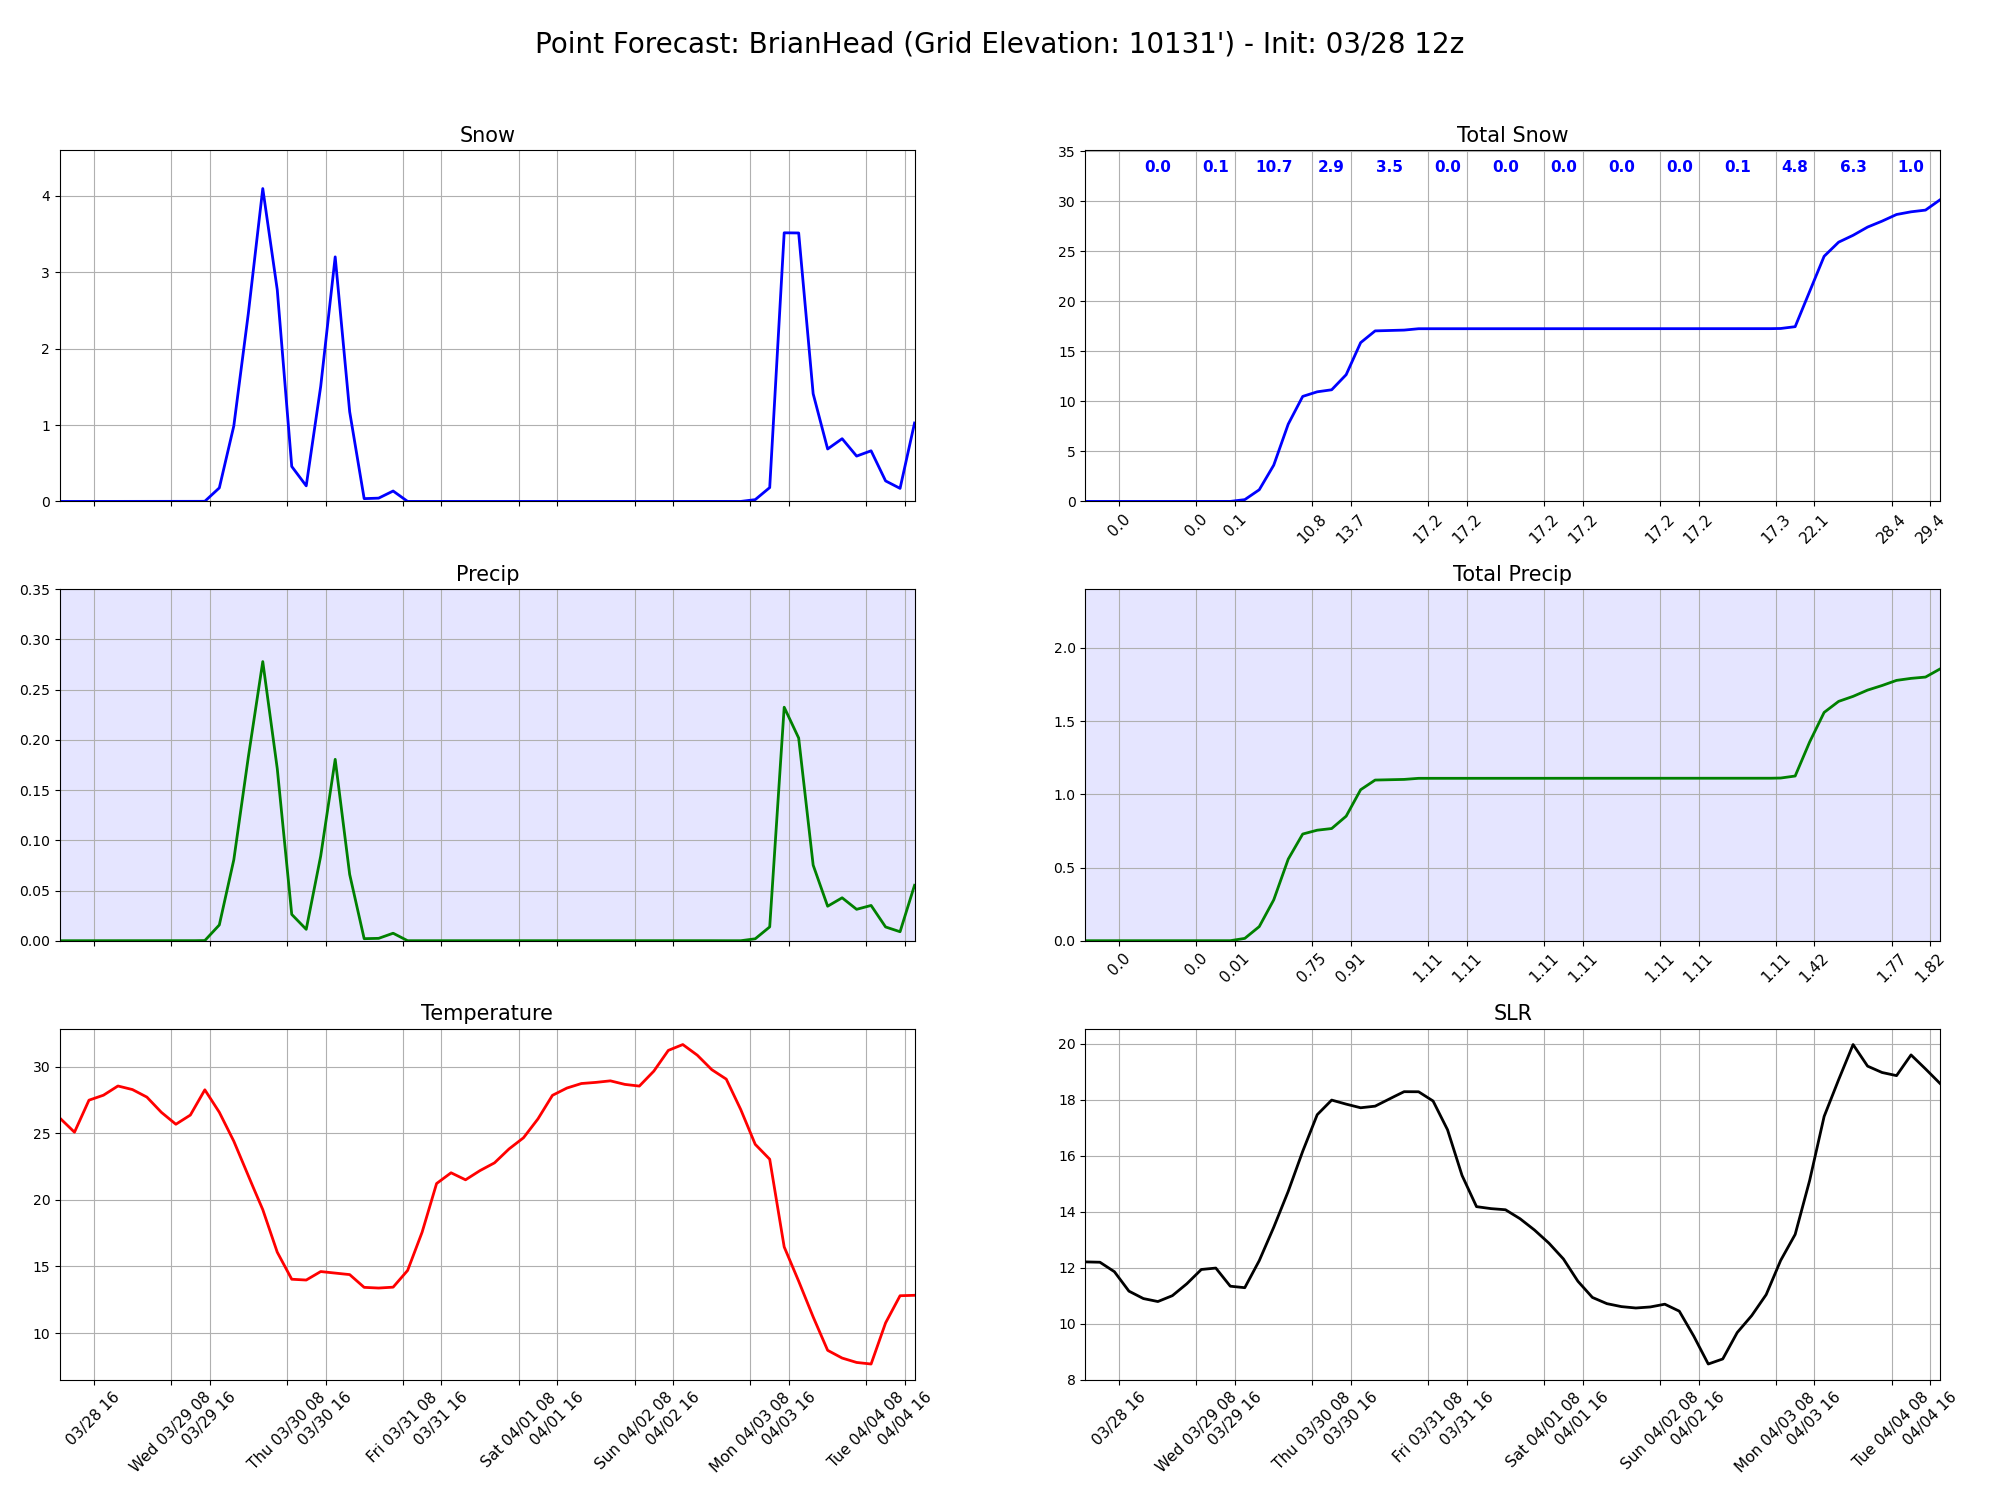 Point Forecast: BrianHead (Grid Elevation: 10131') - Init: 03/28 12z
Snow
4
3
2
1
0
Total Snow
35
30
25
20
15
10
5
0
0.0 0.1 10.7 2.9 3.5 0.0 0.0 0.0 0.0 0.0 0.1 4.8 6.3 1.0
0.0 0.0 0.1 10.8 13.7 17.2 17.2 17.2 17.2 17.2 17.2 17.3 22.1 28.4 29.4
Precip
0.35
0.30
0.25
0.20
0.15
0.10
0.05
0.00
Total Precip
2.0
1.5
1.0
0.5
0.0
0.0 0.0 0.01 0.75 0.91 1.11 1.11 1.11 1.11 1.11 1.11 1.11 1.42 1.77 1.82
Temperature
30
25
20
15
10
03/28 16
Wed 03/29 08
03/29 16
Thu 03/30 08
03/30 16
Fri 03/31 08
03/31 16
Sat 04/01 08
04/01 16
Sun 04/02 08
04/02 16
Mon 04/03 08
04/03 16
Tue 04/04 08
04/04 16
SLR
20
18
16
14
12
10
8
03/28 16
Wed 03/29 08
03/29 16
Thu 03/30 08
03/30 16
Fri 03/31 08
03/31 16
Sat 04/01 08
04/01 16
Sun 04/02 08
04/02 16
Mon 04/03 08
04/03 16
Tue 04/04 08
04/04 16